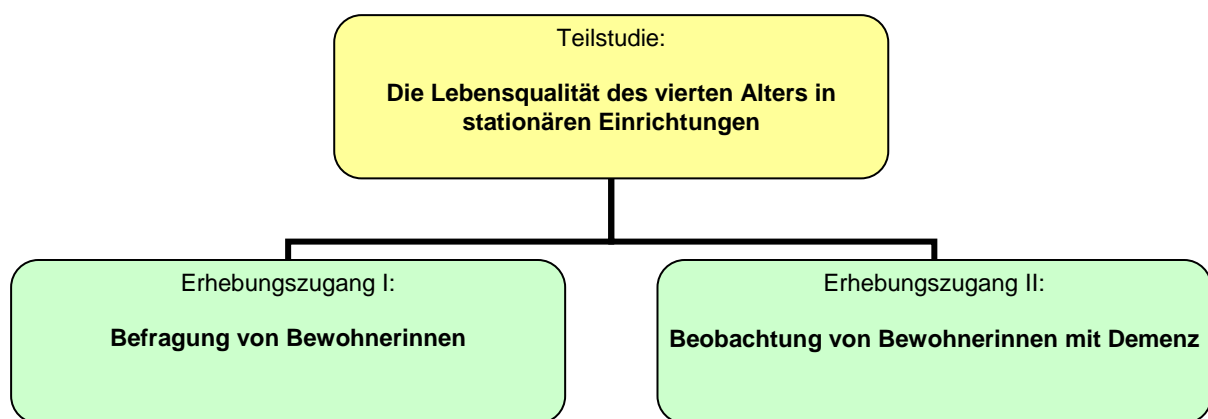 Teilstudie:
Die Lebensqualität des vierten Alters in
stationären Einrichtungen
Erhebungszugang I:
Befragung von Bewohnerinnen
Erhebungszugang II:
Beobachtung von Bewohnerinnen mit Demenz